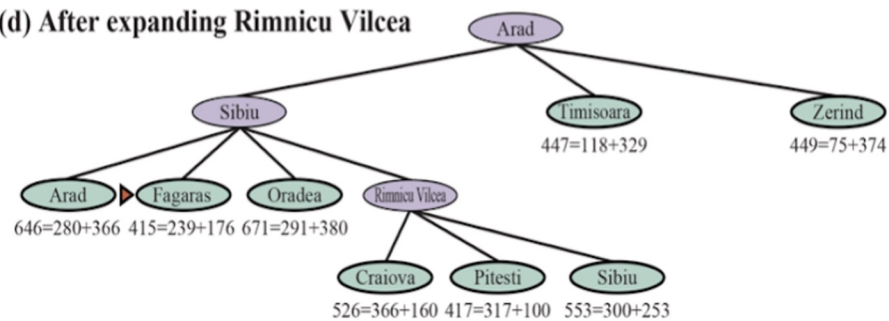 (d) After expanding Rimnicu Vilcea
Arad
Sibiu
Timisoara
Zerind
447=118+329
449=75+374
Arad
Fagaras
Oradea
Rimnicu Vilcea
646=280+366
415=239+176
671=291+380
Craiova
Pitesti
Sibiu
526=366+160
417=317+100
553=300+253